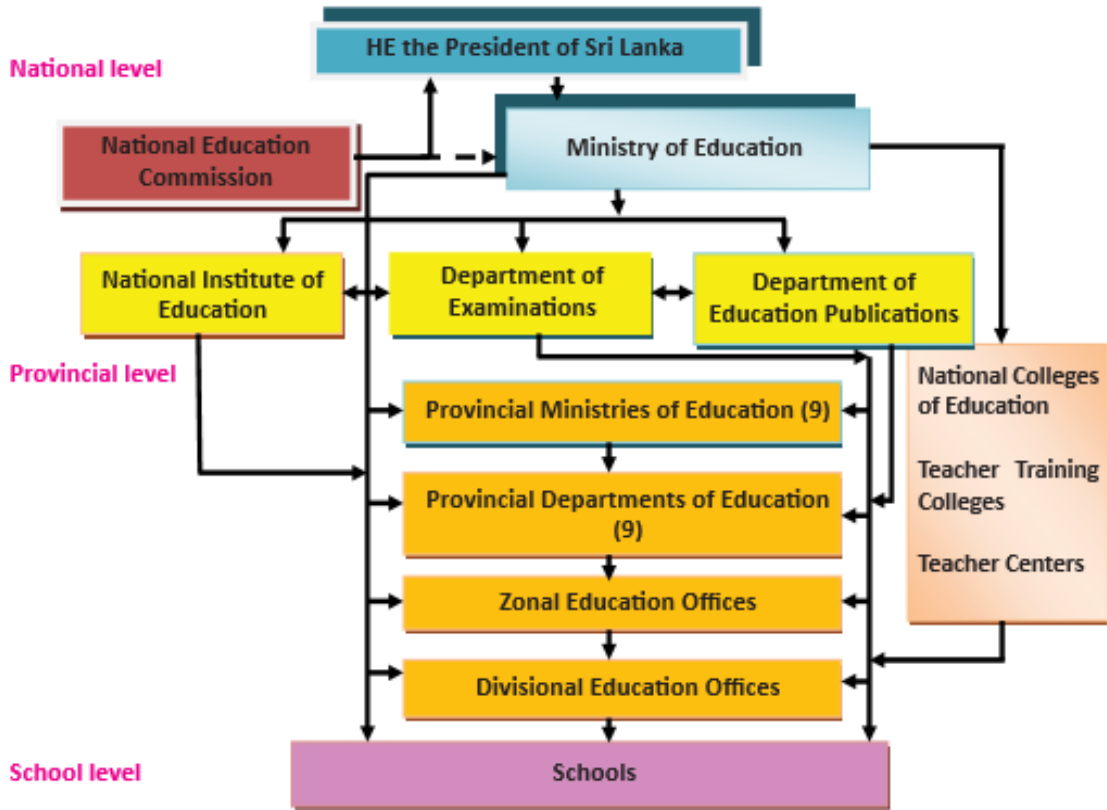 HE the President of Sri Lanka
National level
National Education
Commission
Ministry of Education
National Institute of
Education
Department of
Examinations
Department of
Education Publications
Provincial level
National Colleges
of Education
Provincial Ministries of Education (9)
Teacher Training
Colleges
Provincial Departments of Education
(9)
Teacher Centers
Zonal Education Offices
Divisional Education Offices
School level
Schools